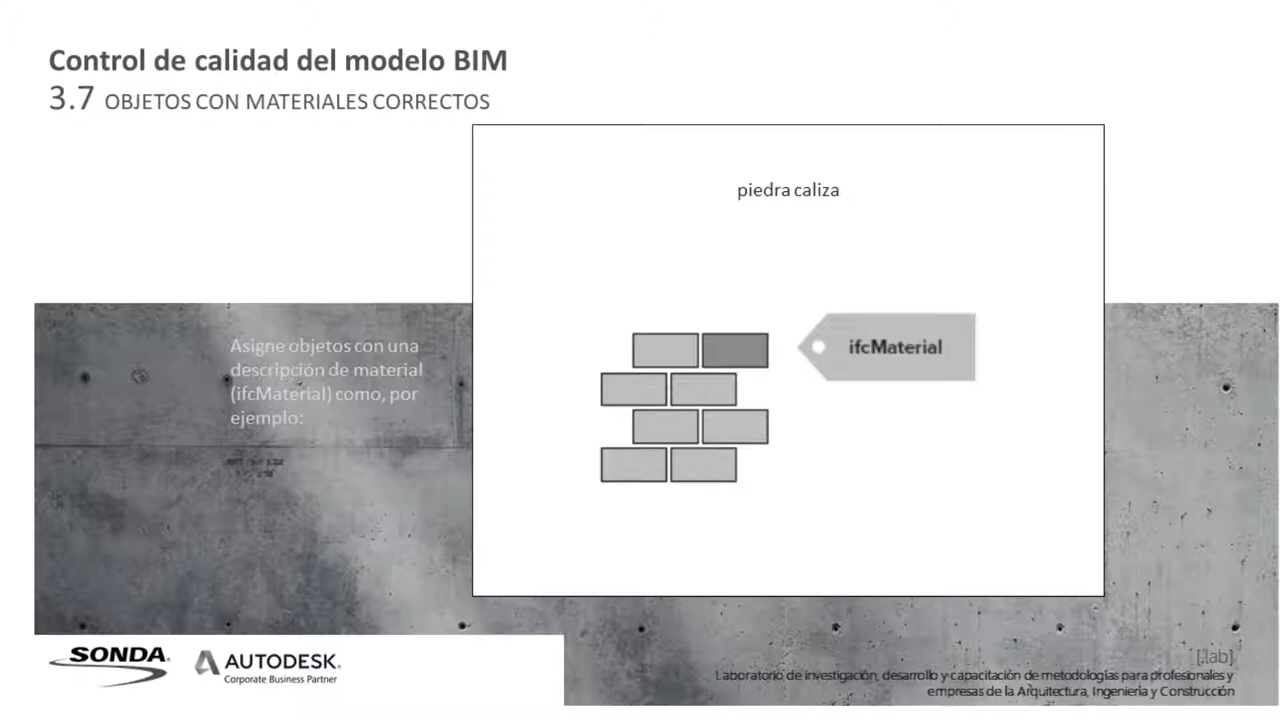 Control de calidad del modelo BIM
3.7 OBJETOS CON MATERIALES CORRECTOS
piedra caliza
Asigne objetos con una
descripción de material
(ifcMaterial) como, por
ejemplo:
ifcMaterial
SONDA.
AUTODESK.
Corporate Business Partner
[.lab]
Laboratorio de investigación, desarrollo y capacitación de metodologías para profesionales y
empresas de la Arquitectura, Ingeniería y Construcción